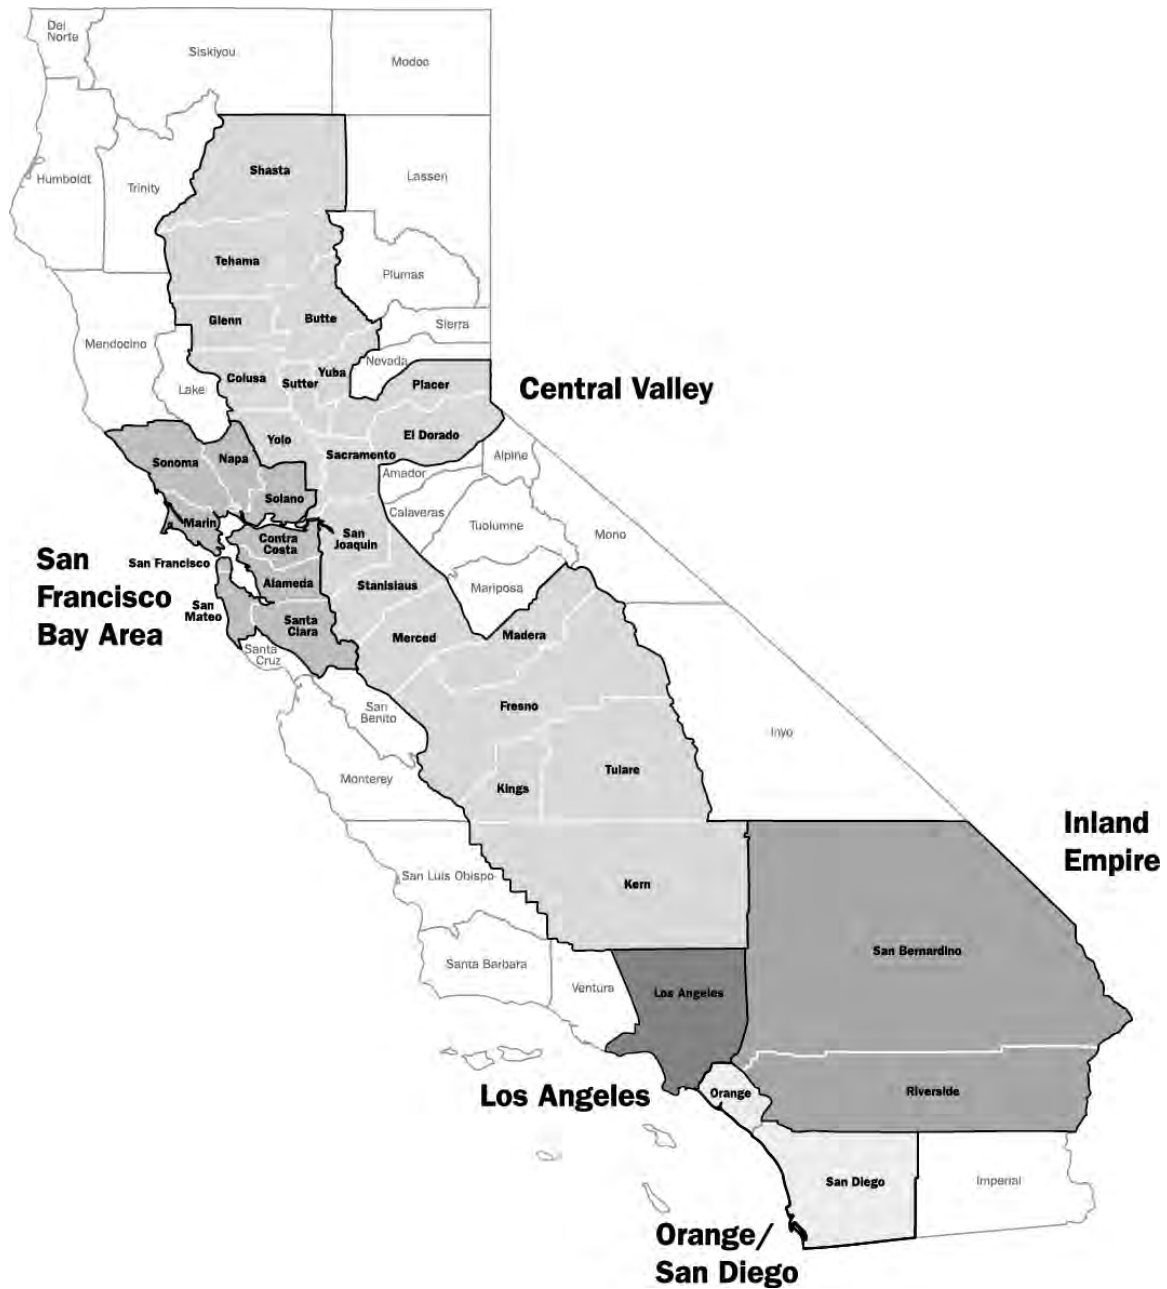 Del
Norte
Siskiyou
Modoc
Shasta
Lassen
Humboldt
Trinity
Tehama
Plumas
Glenn
Butte
Sierra
Mendocino
Nevada
Lake
Colusa
Sutter
Yuba
Placer
Central Valley
Yolo
El Dorado
Sacramento
Sonoma
Napa
Amador
Alpine
Solano
Calaveras
Tuolumne
Mono
Marin
Contra
Costa
San
Joaquin
San
Francisco
Bay Area
San Francisco
Alameda
Stanislaus
Mariposa
San
Mateo
Santa
Clara
Merced
Madera
Santa
Cruz
San
Benito
Fresno
Inyo
Monterey
Kings
Tulare
Inland
Empire
San Luis Obispo
Kern
San Bernardino
Santa Barbara
Ventura
Los Angeles
Los Angeles
Orange
Riverside
San Diego
Imperial
Orange/
San Diego